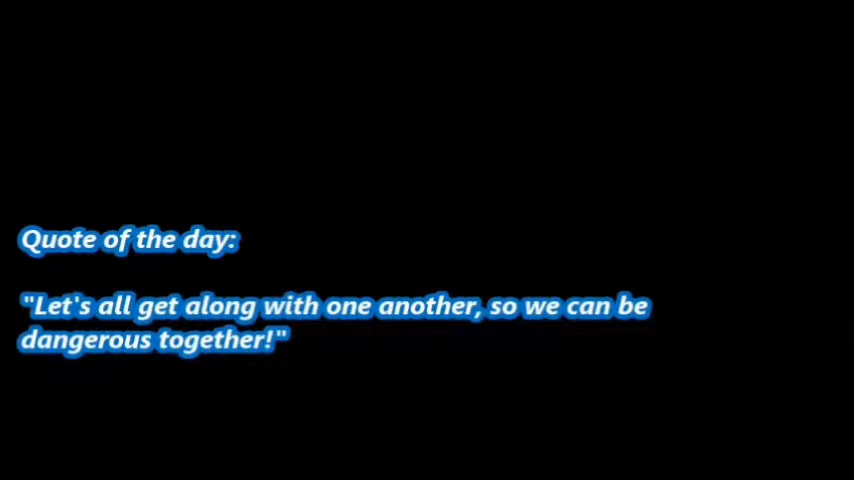 Quote of the day:
"Let's all get along with one another, so we can be
dangerous together!"